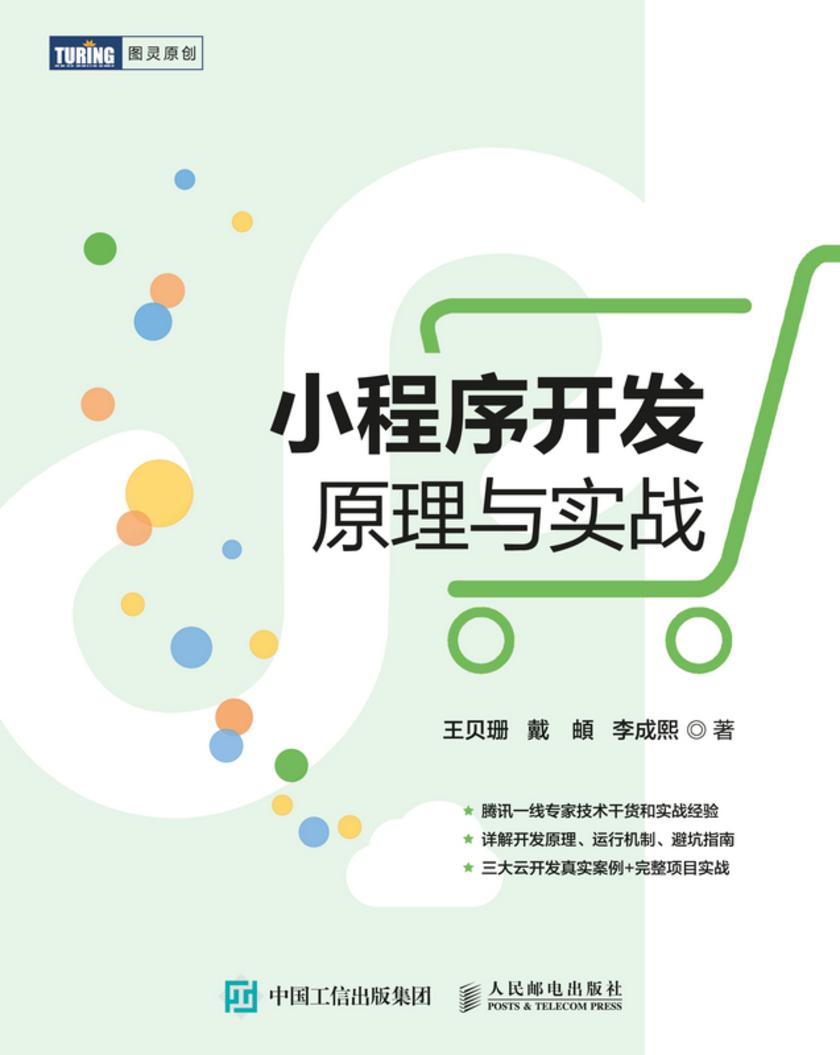 TURING 图灵原创
小程序开发
原理与实战
王贝珊 戴頔 李成熙 ◎ 著
★ 腾讯一线专家技术干货和实战经验
★ 详解开发原理、运行机制、避坑指南
★ 三大云开发真实案例+完整项目实战
中国工信出版集团 人民邮电出版社
POSTS & TELECOM PRESS